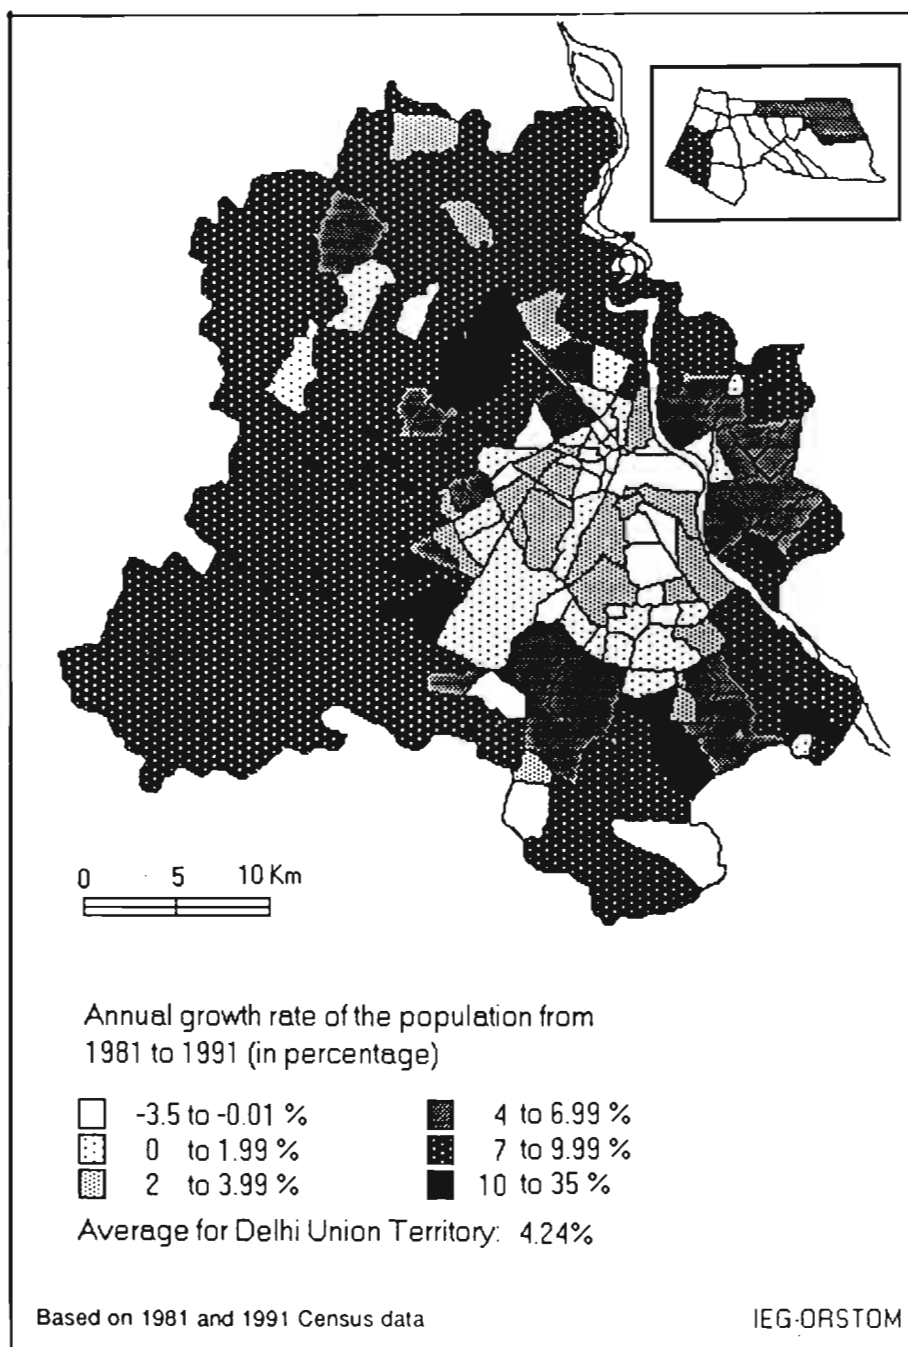 0 5 10 Km
Annual growth rate of the population from
1981 to 1991 (in percentage)
-3.5 to -0.01 %
0 to 1.99 %
2 to 3.99 %
4 to 6.99 %
7 to 9.99 %
10 to 35 %
Average for Delhi Union Territory: 4.24%
Based on 1981 and 1991 Census data
IEG-ORSTOM